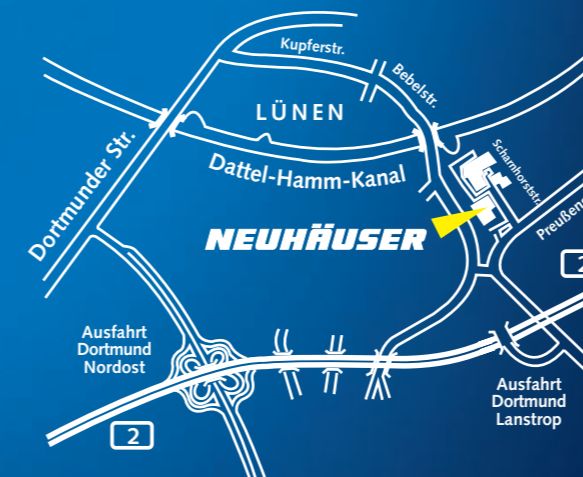 Kupferstr.
Bebelstr.
LÜNEN
Dortmunder Str.
Dattel-Hamm-Kanal
Scharnhorststr.
NEUHÄUSER
2
Ausfahrt
Dortmund
Nordost
Ausfahrt
Dortmund
Lanstrop
2